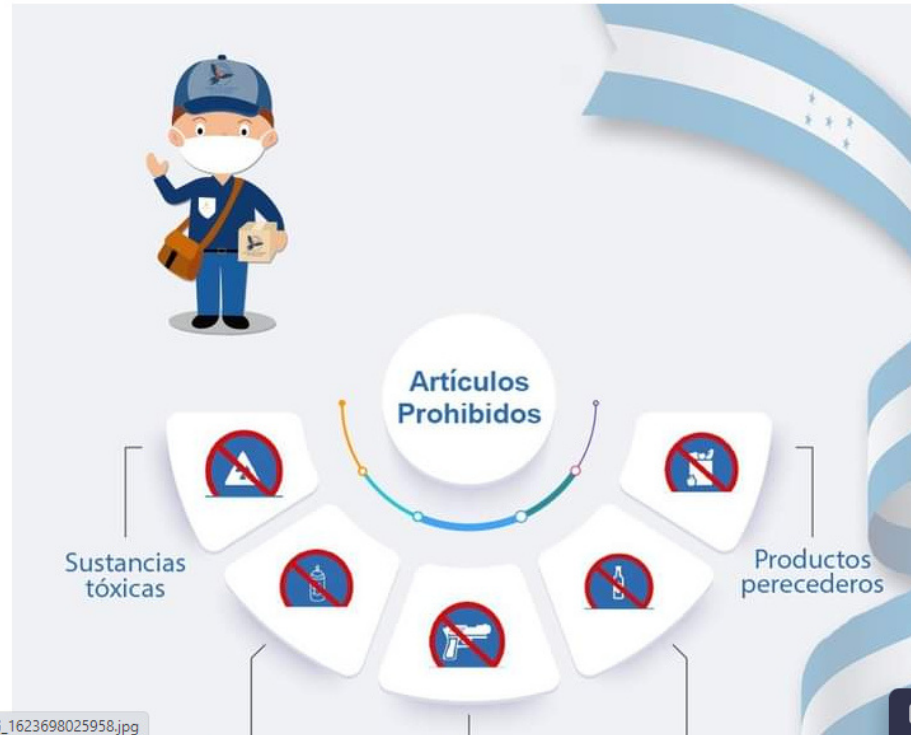 Artículos
Prohibidos
Sustancias
tóxicas
Productos
perecederos
_1623698025958.jpg